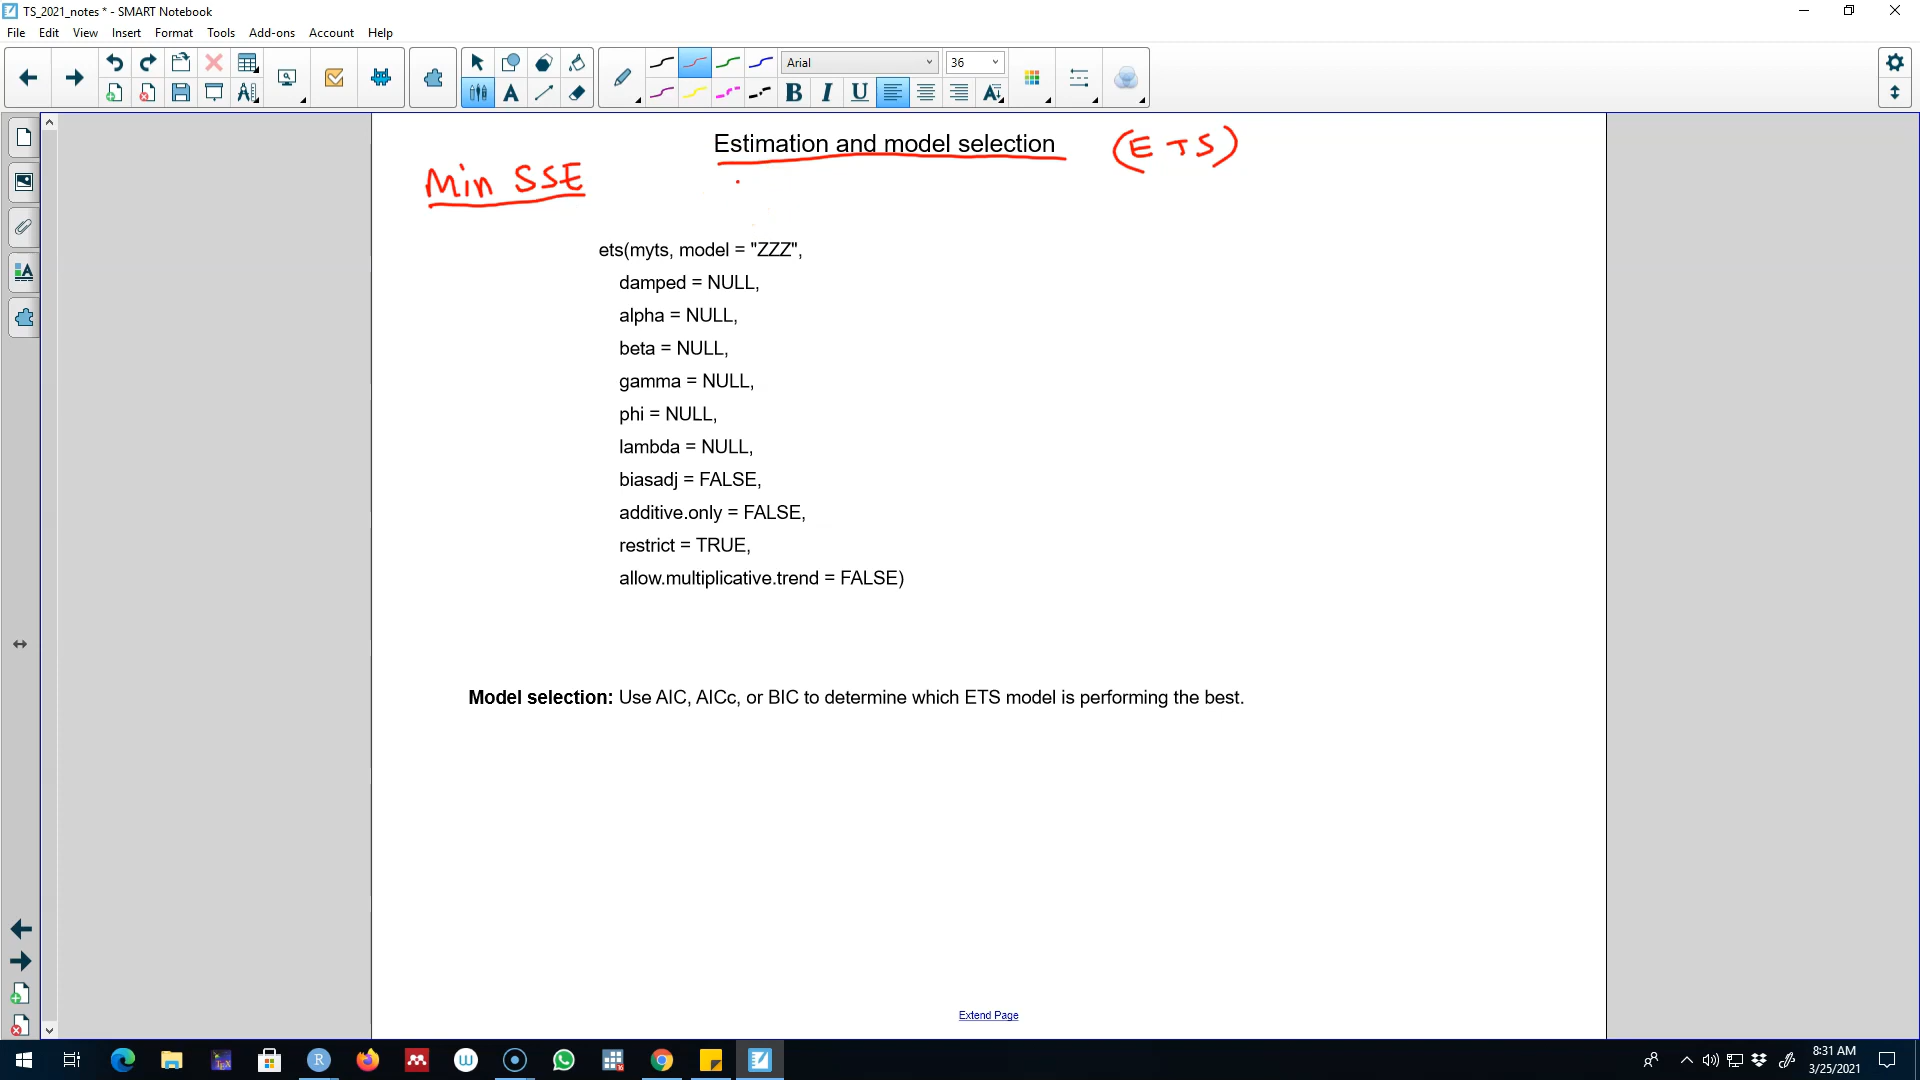 TS_2021_notes * - SMART Notebook
File Edit View Insert Format Tools Add-ons Account Help
Arial 36
Estimation and model selection (ETS)
Min SSE
ets(myts, model = "ZZZ",
damped = NULL,
alpha = NULL,
beta = NULL,
gamma = NULL,
phi = NULL,
lambda = NULL,
biasadj = FALSE,
additive.only = FALSE,
restrict = TRUE,
allow.multiplicative.trend = FALSE)
Model selection: Use AIC, AICc, or BIC to determine which ETS model is performing the best.
Extend Page
8:31 AM
3/25/2021